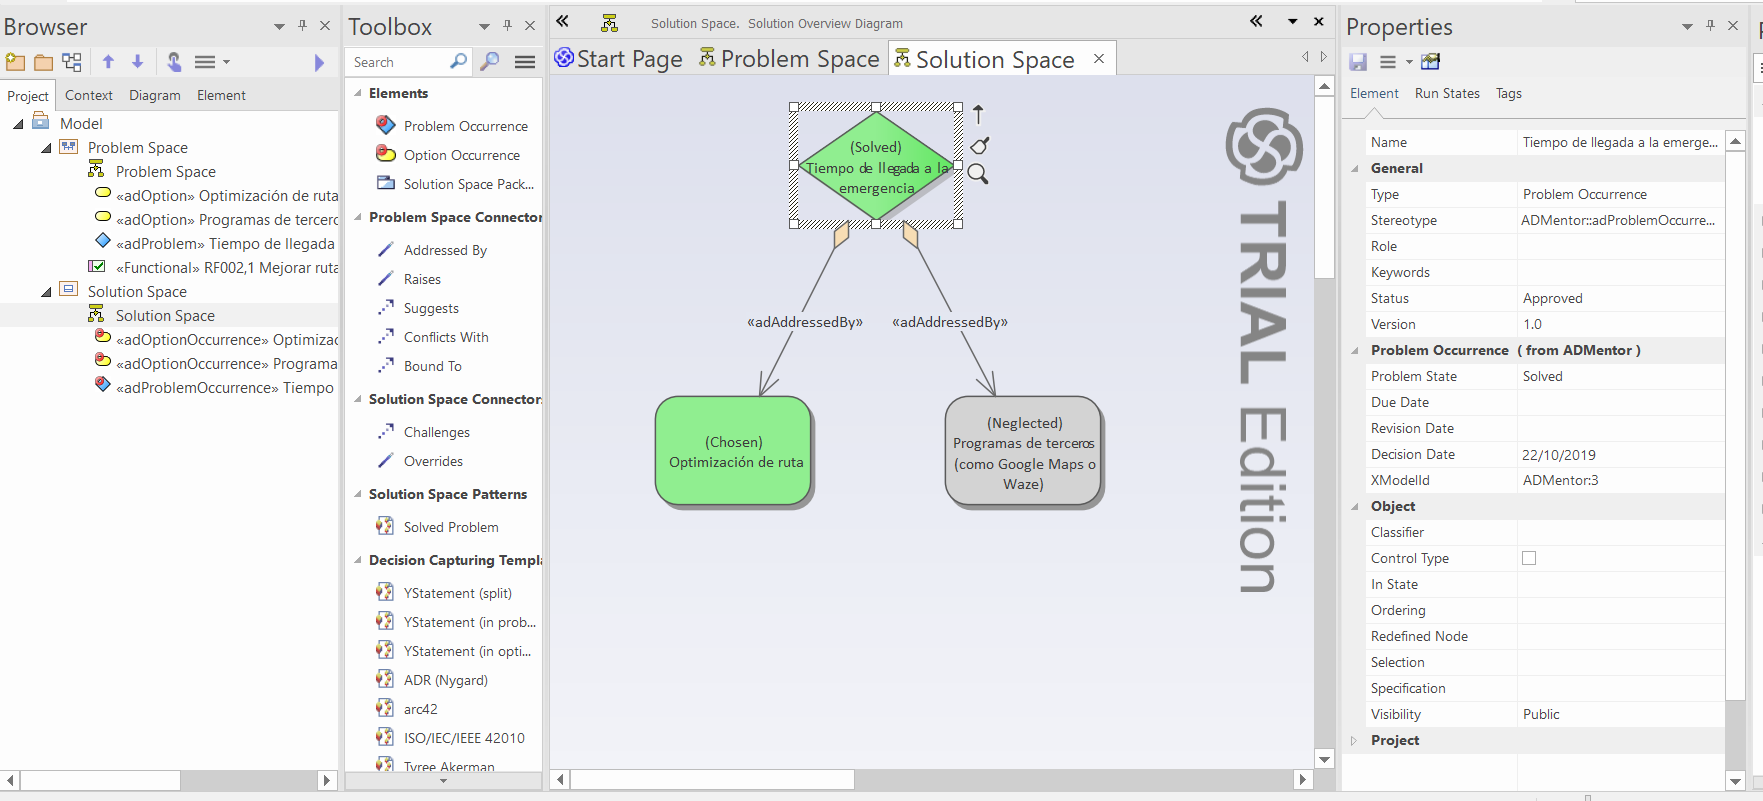 Browser
Project Context Diagram Element
Model
Problem Space
Problem Space
«adOption» Optimización de ruta
«adOption» Programas de tercero
«adProblem» Tiempo de llegada
«Functional» RF002,1 Mejorar ruta
Solution Space
Solution Space
«adOptionOccurrence» Optimizac
«adOptionOccurrence» Programa
«adProblemOccurrence» Tiempo
Toolbox
Search
Elements
Problem Occurrence
Option Occurrence
Solution Space Pack...
Problem Space Connector
Addressed By
Raises
Suggests
Conflicts With
Bound To
Solution Space Connector
Challenges
Overrides
Solution Space Patterns
Solved Problem
Decision Capturing Templ
YStatement (split)
YStatement (in prob...
YStatement (in opti...
ADR (Nygard)
arc42
ISO/IEC/IEEE 42010
Tyree Akerman
Solution Space. Solution Overview Diagram
Start Page Problem Space Solution Space
(Solved)
Tiempo de llegada a la
emergencia
«adAddressedBy» «adAddressedBy»
(Chosen)
Optimización de ruta
(Neglected)
Programas de terceros
(como Google Maps o
Waze)
TRIAL Edition
Properties
Element Run States Tags
Name Tiempo de llegada a la emerge...
General
Type Problem Occurrence
Stereotype ADMentor::adProblemOccurre...
Role
Keywords
Status Approved
Version 1.0
Problem Occurrence ( from ADMentor )
Problem State Solved
Due Date
Revision Date
Decision Date 22/10/2019
XModelId ADMentor:3
Object
Classifier
Control Type
In State
Ordering
Redefined Node
Selection
Specification
Visibility Public
Project